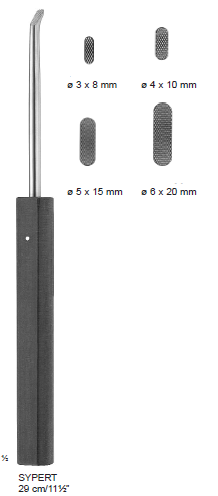 ø 3 x 8 mm
ø 4 x 10 mm
ø 5 x 15 mm
ø 6 x 20 mm
½
SYPERT
29 cm/11½"